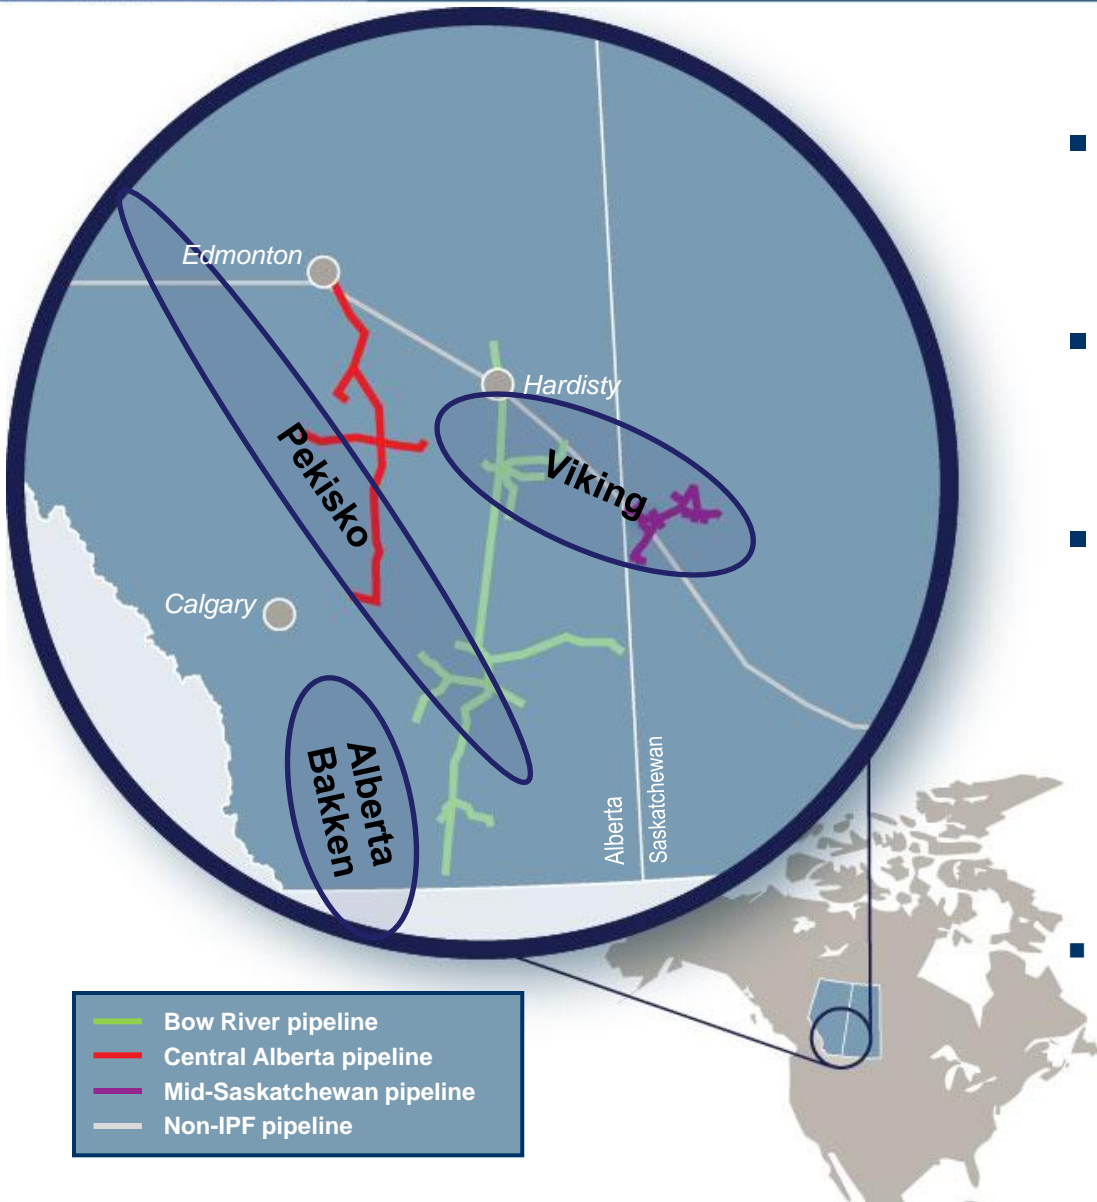 Edmonton
Hardisty
Viking
Pekisko
Calgary
Alberta
Bakken
Alberta
Saskatchewan
Bow River pipeline
Central Alberta pipeline
Mid-Saskatchewan pipeline
Non-IPF pipeline